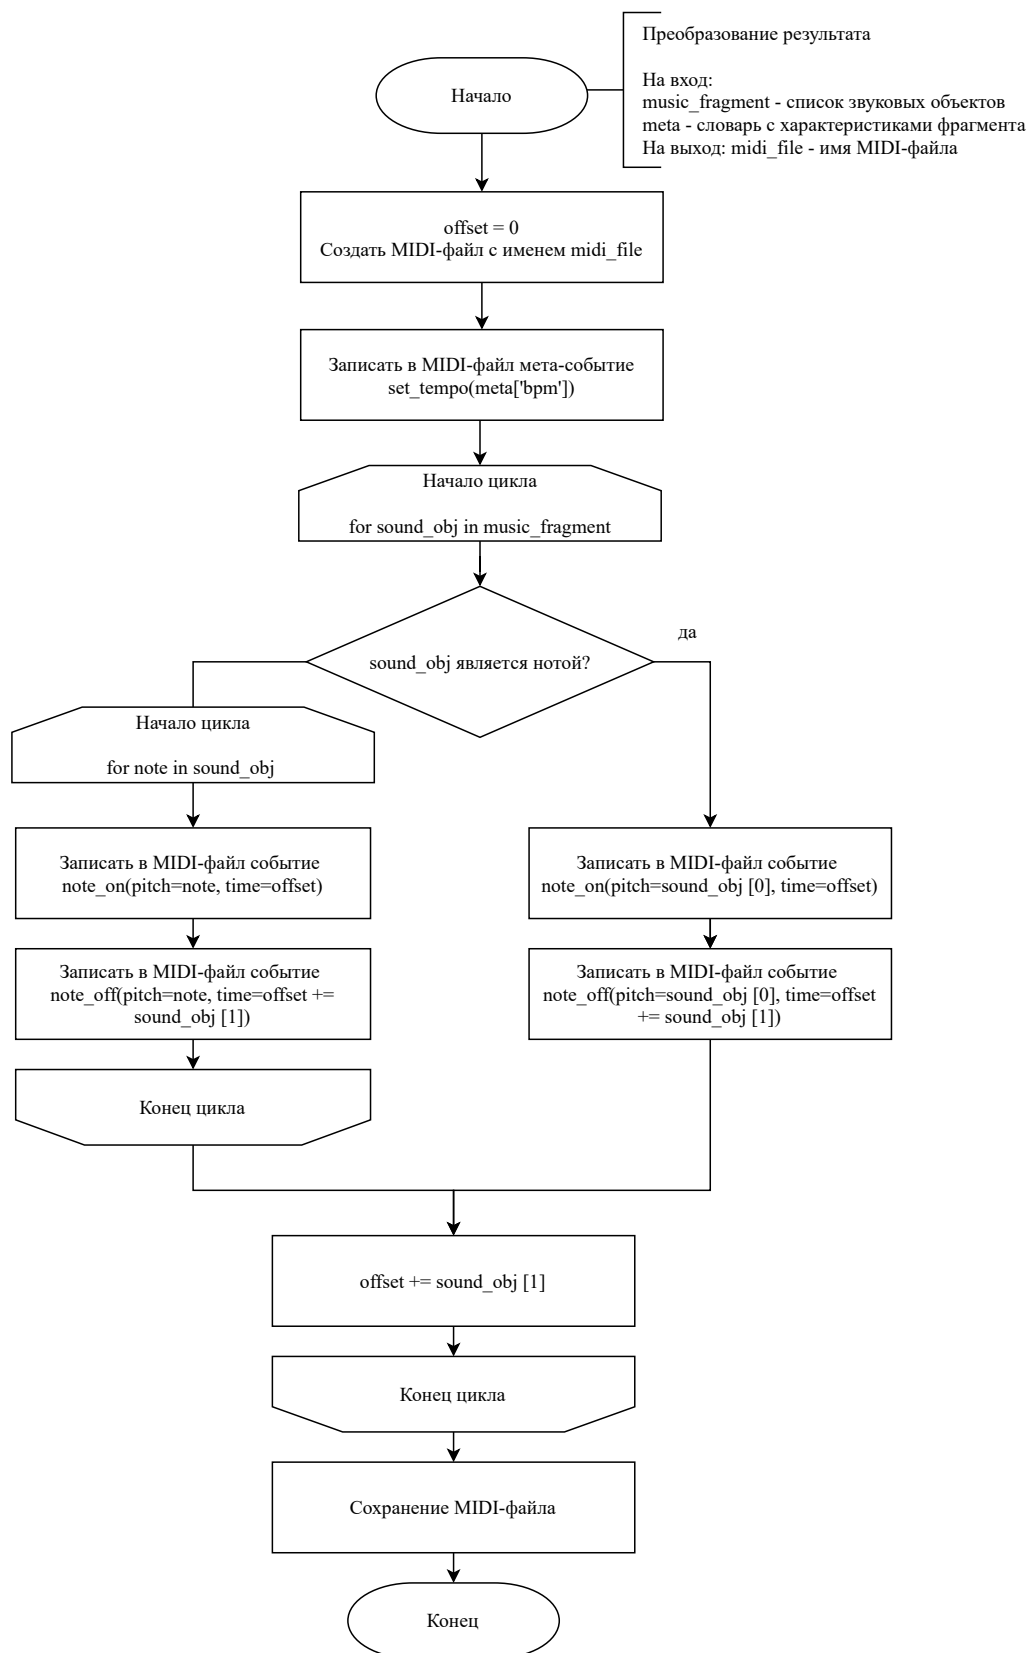 Преобразование результата
На вход:
music_fragment - список звуковых объектов
meta - словарь с характеристиками фрагмента
На выход: midi_file - имя MIDI-файла
Начало
offset = 0
Создать MIDI-файл с именем midi_file
Записать в MIDI-файл мета-событие
set_tempo(meta['bpm'])
Начало цикла
for sound_obj in music_fragment
да
sound_obj является нотой?
Начало цикла
for note in sound_obj
Записать в MIDI-файл событие
note_on(pitch=note, time=offset)
Записать в MIDI-файл событие
note_off(pitch=note, time=offset +=
sound_obj [1])
Конец цикла
Записать в MIDI-файл событие
note_on(pitch=sound_obj [0], time=offset)
Записать в MIDI-файл событие
note_off(pitch=sound_obj [0], time=offset
+= sound_obj [1])
offset += sound_obj [1]
Конец цикла
Сохранение MIDI-файла
Конец